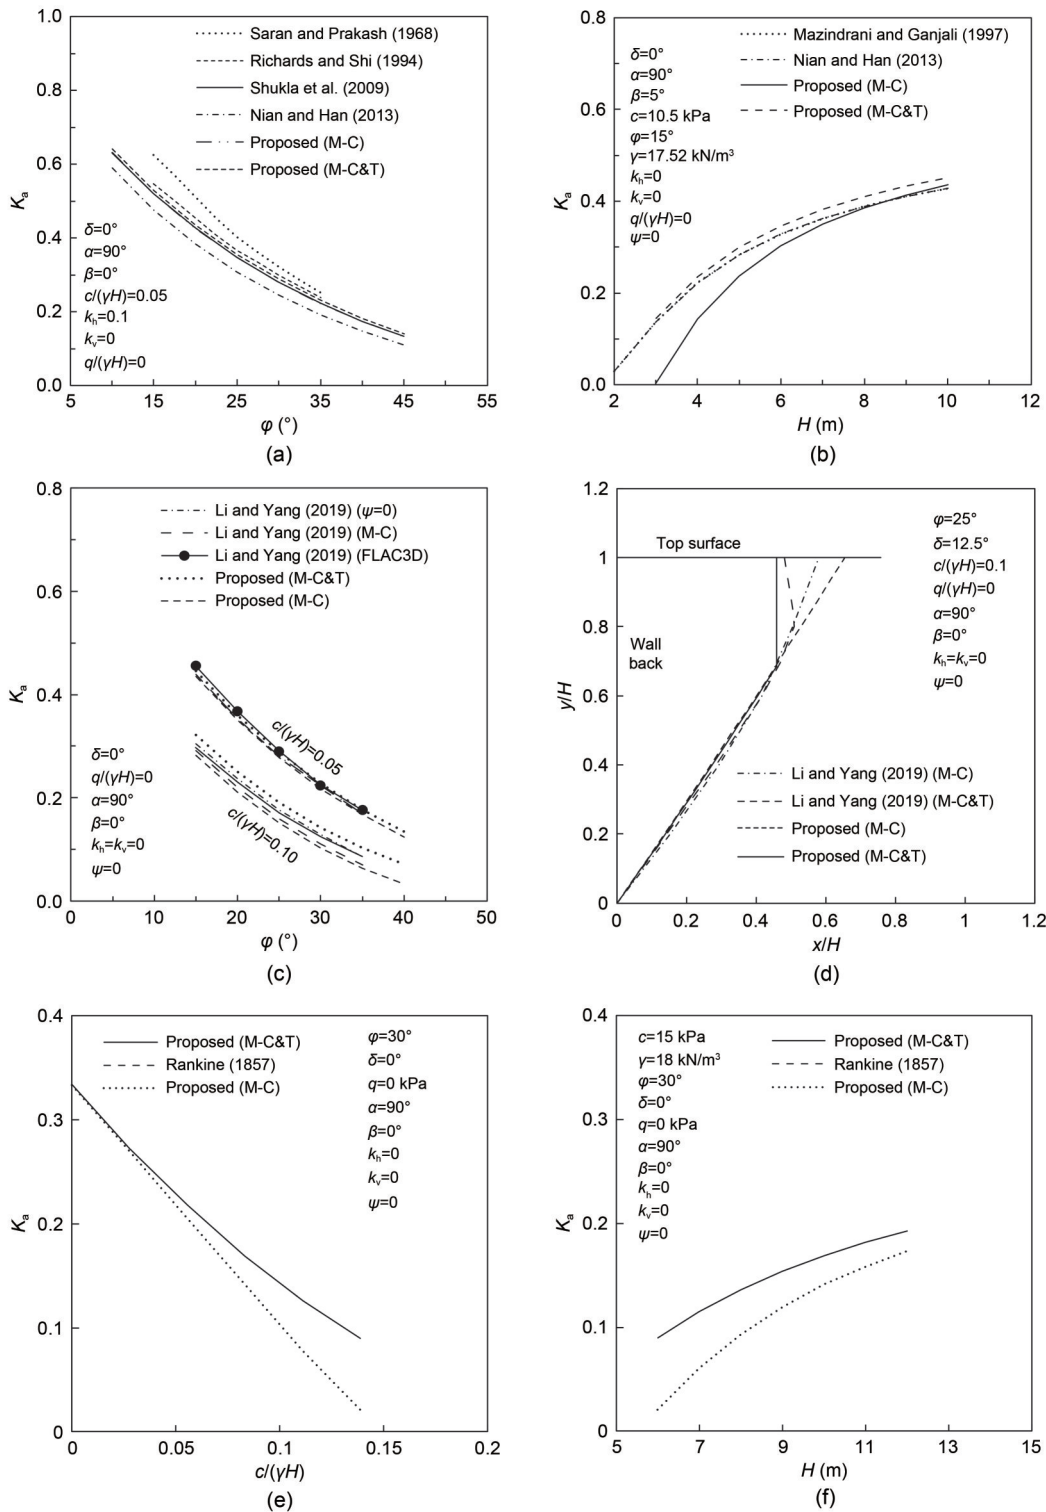 1.0
0.8
0.6
0.4
0.2
0.0
Kₐ
Saran and Prakash (1968)
Richards and Shi (1994)
Shukla et al. (2009)
Nian and Han (2013)
Proposed (M-C)
Proposed (M-C&T)
δ=0°
α=90°
β=0°
c/(γH)=0.05
kₕ=0.1
kᵥ=0
q/(γH)=0
5 15 25 35 45 55
φ (°)
(a)
0.8
0.6
0.4
0.2
0.0
Kₐ
Mazindrani and Ganjali (1997)
Nian and Han (2013)
Proposed (M-C)
Proposed (M-C&T)
δ=0°
α=90°
β=5°
c=10.5 kPa
φ=15°
γ=17.52 kN/m³
kₕ=0
kᵥ=0
q/(γH)=0
ψ=0
2 4 6 8 10 12
H (m)
(b)
0.8
0.6
0.4
0.2
0.0
Kₐ
Li and Yang (2019) (ψ=0)
Li and Yang (2019) (M-C)
Li and Yang (2019) (FLAC3D)
Proposed (M-C&T)
Proposed (M-C)
c/(γH)=0.05
c/(γH)=0.10
δ=0°
q/(γH)=0
α=90°
β=0°
kₕ=kᵥ=0
ψ=0
0 10 20 30 40 50
φ (°)
(c)
1.2
1
0.8
0.6
0.4
0.2
0
y/H
Top surface
Wall
back
φ=25°
δ=12.5°
c/(γH)=0.1
q/(γH)=0
α=90°
β=0°
kₕ=kᵥ=0
ψ=0
Li and Yang (2019) (M-C)
Li and Yang (2019) (M-C&T)
Proposed (M-C)
Proposed (M-C&T)
0 0.2 0.4 0.6 0.8 1 1.2
x/H
(d)
0.4
0.3
0.2
0.1
0
Kₐ
Proposed (M-C&T)
Rankine (1857)
Proposed (M-C)
φ=30°
δ=0°
q=0 kPa
α=90°
β=0°
kₕ=0
kᵥ=0
ψ=0
0 0.05 0.1 0.15 0.2
c/(γH)
(e)
0.4
0.3
0.2
0.1
0
Kₐ
c=15 kPa
γ=18 kN/m³
φ=30°
δ=0°
q=0 kPa
α=90°
β=0°
kₕ=0
kᵥ=0
ψ=0
Proposed (M-C&T)
Rankine (1857)
Proposed (M-C)
5 7 9 11 13 15
H (m)
(f)